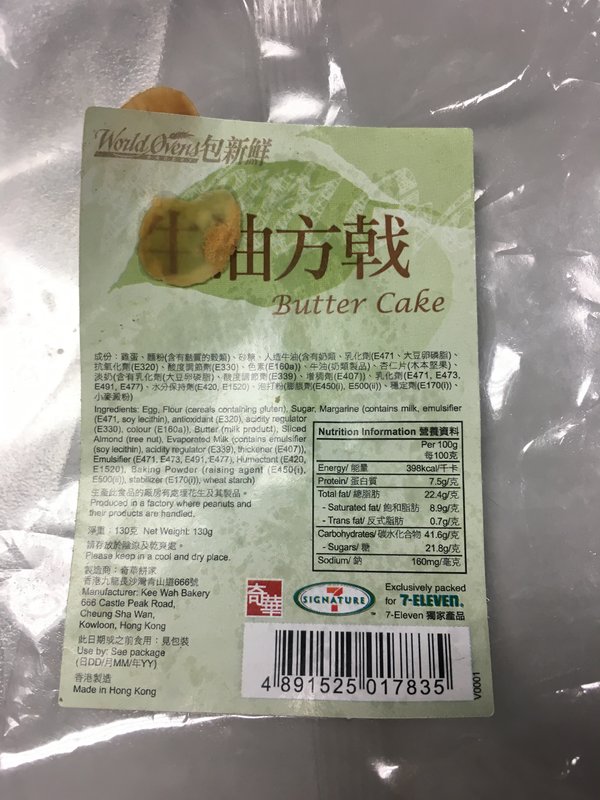 World Ovens 包新鮮
牛油方戟
Butter Cake
成份：雞蛋、麵粉(含有麩質的穀類)、砂糖、人造牛油(含有奶類、乳化劑(E471、大豆卵磷脂)、
抗氧化劑(E320)、酸度調節劑(E330)、色素(E160a))、牛油(奶類製品)、杏仁片(木本堅果)、
淡奶(含有乳化劑(大豆卵磷脂)、酸度調節劑(E339)、增稠劑(E407))、乳化劑(E471, E473,
E491, E477)、水分保持劑(E420, E1520)、泡打粉(膨脹劑(E450(i), E500(ii))、穩定劑(E170(i))、
小麥澱粉)
Ingredients: Egg, Flour (cereals containing gluten), Sugar, Margarine (contains milk, emulsifier
(E471, soy lecithin), antioxidant (E320), acidity regulator
(E330), colour (E160a)), Butter (milk product), Sliced
Almond (tree nut), Evaporated Milk (contains emulsifier
(soy lecithin), acidity regulator (E339), thickener (E407)),
Emulsifier (E471, E473, E491, E477), Humectant (E420,
E1520), Baking Powder (raising agent (E450(i),
E500(ii)), stabilizer (E170(i)), wheat starch)
生產此食品的廠房有處理花生及其製品。
Produced in a factory where peanuts and
their products are handled.
淨重：130克 Net Weight: 130g
請存放於陰涼及乾爽處。
Please keep in a cool and dry place.
製造商：奇華餅家
香港九龍長沙灣青山道666號
Manufacturer: Kee Wah Bakery
666 Castle Peak Road,
Cheung Sha Wan,
Kowloon, Hong Kong
此日期或之前食用：見包裝
Use by: See package
(日DD/月MM/年YY)
香港製造
Made in Hong Kong
Nutrition Information 營養資料
Per 100g
每100克
Energy/ 能量 398kcal/千卡
Protein/ 蛋白質 7.5g/克
Total fat/ 總脂肪 22.4g/克
- Saturated fat/ 飽和脂肪 8.9g/克
- Trans fat/ 反式脂肪 0.7g/克
Carbohydrates/ 碳水化合物 41.6g/克
- Sugars/ 糖 21.8g/克
Sodium/ 鈉 160mg/毫克
奇華
7 SIGNATURE ™
Exclusively packed
for 7-ELEVEN.
7-Eleven 獨家產品
4 891525 017835
V0001